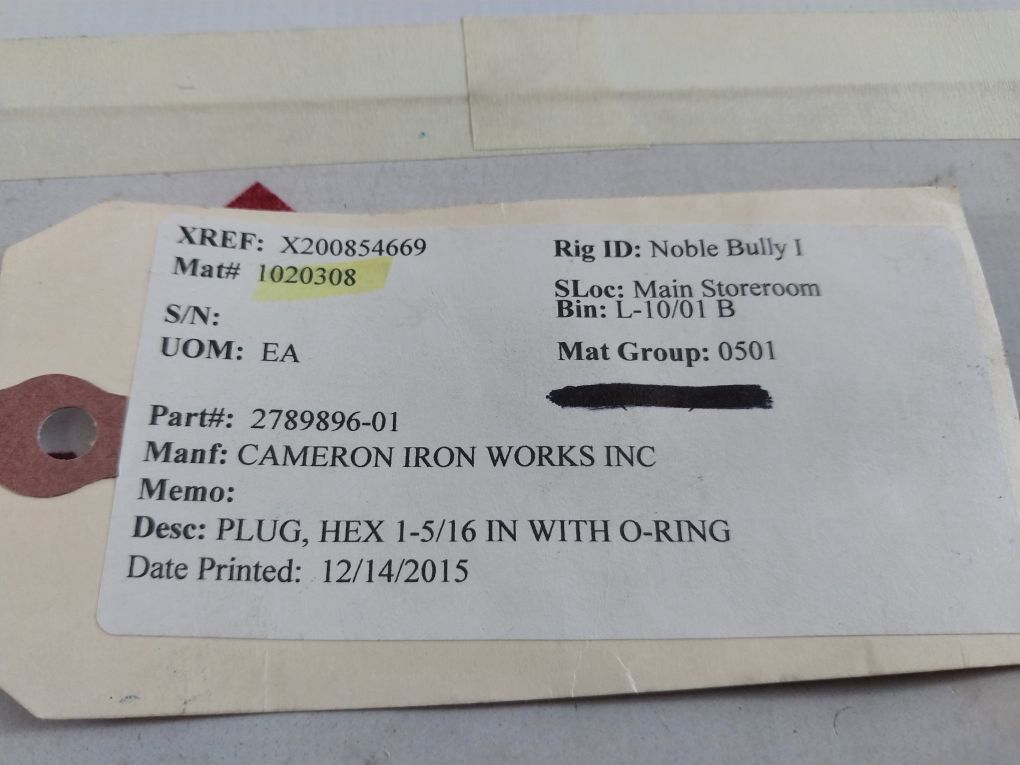 XREF: X200854669
Mat# 1020308
S/N:
UOM: EA
Rig ID: Noble Bully I
SLoc: Main Storeroom
Bin: L-10/01 B
Mat Group: 0501
Part#: 2789896-01
Manf: CAMERON IRON WORKS INC
Memo:
Desc: PLUG, HEX 1-5/16 IN WITH O-RING
Date Printed: 12/14/2015